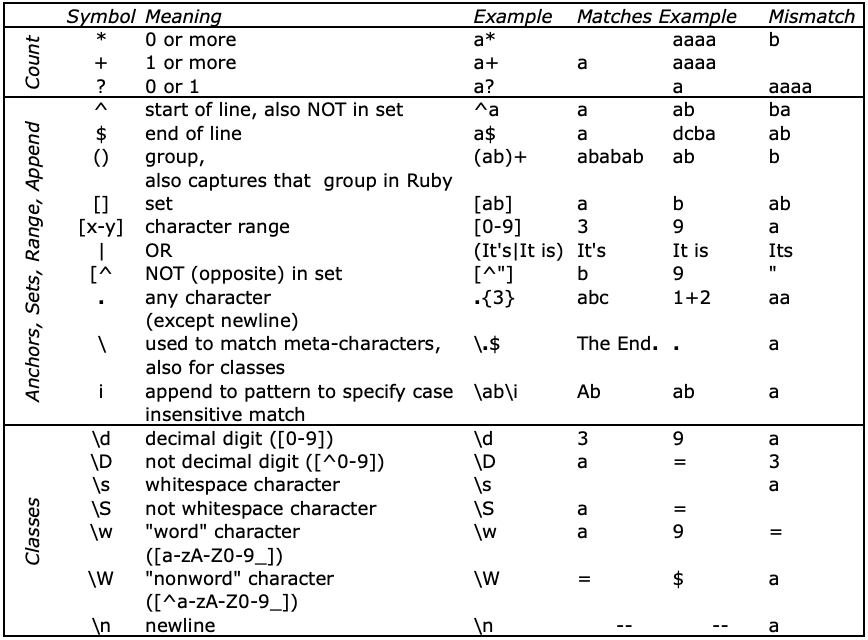 Symbol Meaning Example Matches Example Mismatch
Count
* 0 or more a* aaaa b
+ 1 or more a+ a aaaa
? 0 or 1 a? a aaaa
Anchors, Sets, Range, Append
^ start of line, also NOT in set ^a a ab ba
$ end of line a$ a dcba ab
() group, (ab)+ ababab ab b
also captures that group in Ruby
[] set [ab] a b ab
[x-y] character range [0-9] 3 9 a
| OR (It's|It is) It's It is Its
[^ NOT (opposite) in set [^"] b 9 "
. any character .{3} abc 1+2 aa
(except newline)
\ used to match meta-characters, \.$ The End. . a
also for classes
i append to pattern to specify case \ab\i Ab ab a
insensitive match
Classes
\d decimal digit ([0-9]) \d 3 9 a
\D not decimal digit ([^0-9]) \D a = 3
\s whitespace character \s a
\S not whitespace character \S a =
\w "word" character \w a 9 =
([a-zA-Z0-9_])
\W "nonword" character \W = $ a
([^a-zA-Z0-9_])
\n newline \n -- -- a